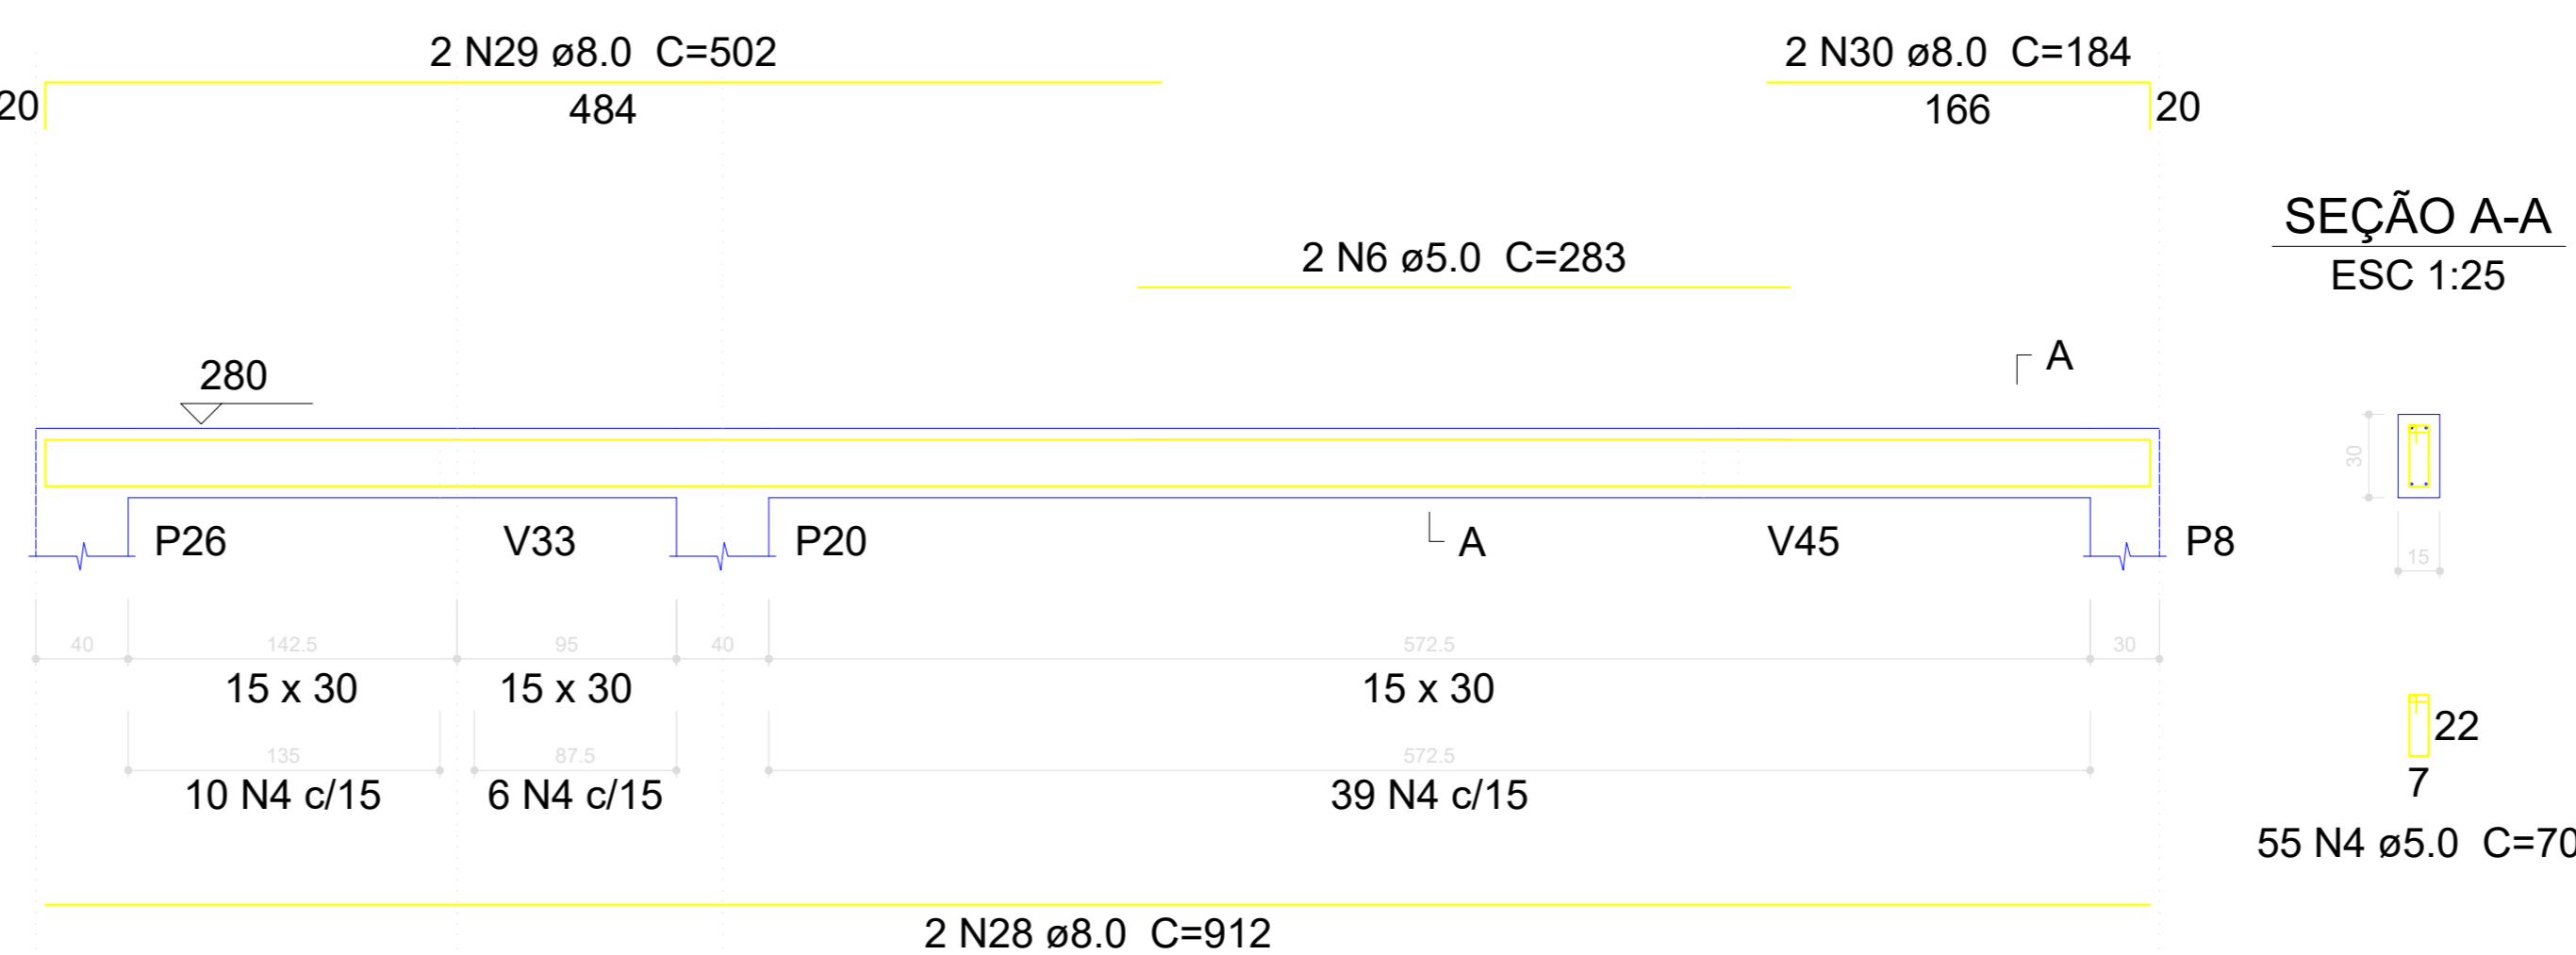 2 N29 ø8.0 C=502
2 N30 ø8.0 C=184
20
484
166
20
SEÇÃO A-A
ESC 1:25
2 N6 ø5.0 C=283
280
A
30
P26
V33
P20
A
V45
P8
15
40
142.5
95
40
572.5
30
15 x 30
15 x 30
15 x 30
22
135
87.5
572.5
7
10 N4 c/15
6 N4 c/15
39 N4 c/15
55 N4 ø5.0 C=70
2 N28 ø8.0 C=912